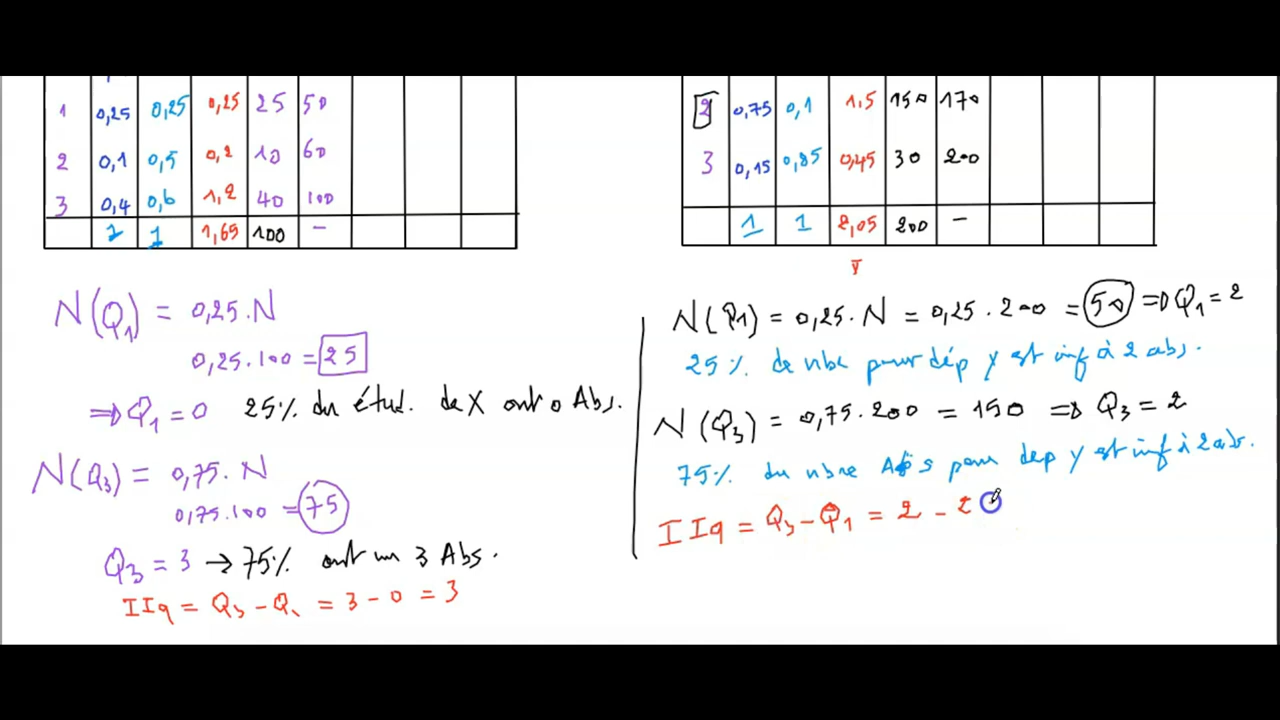 1 0,25 0,25 0,25 25 50
2 0,1 0,5 0,2 10 60
3 0,4 0,6 1,2 40 100
1 1 1,65 100 -
N(Q1) = 0,25.N
0,25.100 = 25
=> Q1 = 0 25% du étud. de X ont 0 Abs.
N(Q3) = 0,75.N
0,75.100 = 75
Q3 = 3 → 75% ont un 3 Abs.
IIq = Q3 - Q1 = 3 - 0 = 3
2 0,75 0,1 1.5 150 170
3 0,15 0,85 0,45 30 200
1 1 2,05 200 -
y̅
N(Q1) = 0,25.N = 0,25.200 = 50 => Q1 = 2
25% de nbe pour dép y est inf à 2 abs.
N(Q3) = 0,75.200 = 150 => Q3 = 2
75% du nbre Abs pour dep y est inf à 2 ab.
IIq = Q3 - Q1 = 2 - 2